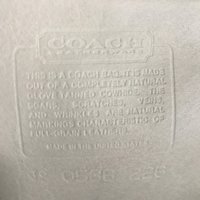 COACH
THIS IS A COACH BAG. IT IS MADE
OUT OF A COMPLETELY NATURAL
GLOVE TANNED COWHIDE. THE
SCARS, SCRATCHES, VEINS,
AND WRINKLES ARE NATURAL
MARKINGS CHARACTERISTIC OF
FULL-GRAIN LEATHER.
MADE IN THE UNITED STATES